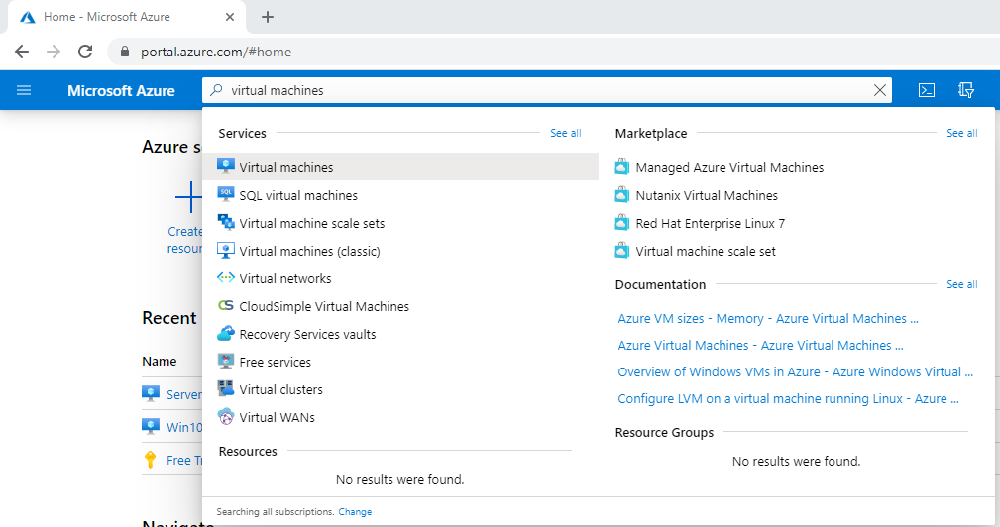 Home - Microsoft Azure
portal.azure.com/#home
Microsoft Azure
virtual machines
Azure s
Create
resour
Recent
Name
Server
Win10
Free Tr
Services
See all
Virtual machines
SQL virtual machines
Virtual machine scale sets
Virtual machines (classic)
Virtual networks
CloudSimple Virtual Machines
Recovery Services vaults
Free services
Virtual clusters
Virtual WANs
Resources
No results were found.
Marketplace
See all
Managed Azure Virtual Machines
Nutanix Virtual Machines
Red Hat Enterprise Linux 7
Virtual machine scale set
Documentation
See all
Azure VM sizes - Memory - Azure Virtual Machines ...
Azure Virtual Machines - Azure Virtual Machines ...
Overview of Windows VMs in Azure - Azure Windows Virtual ...
Configure LVM on a virtual machine running Linux - Azure ...
Resource Groups
No results were found.
Searching all subscriptions. Change